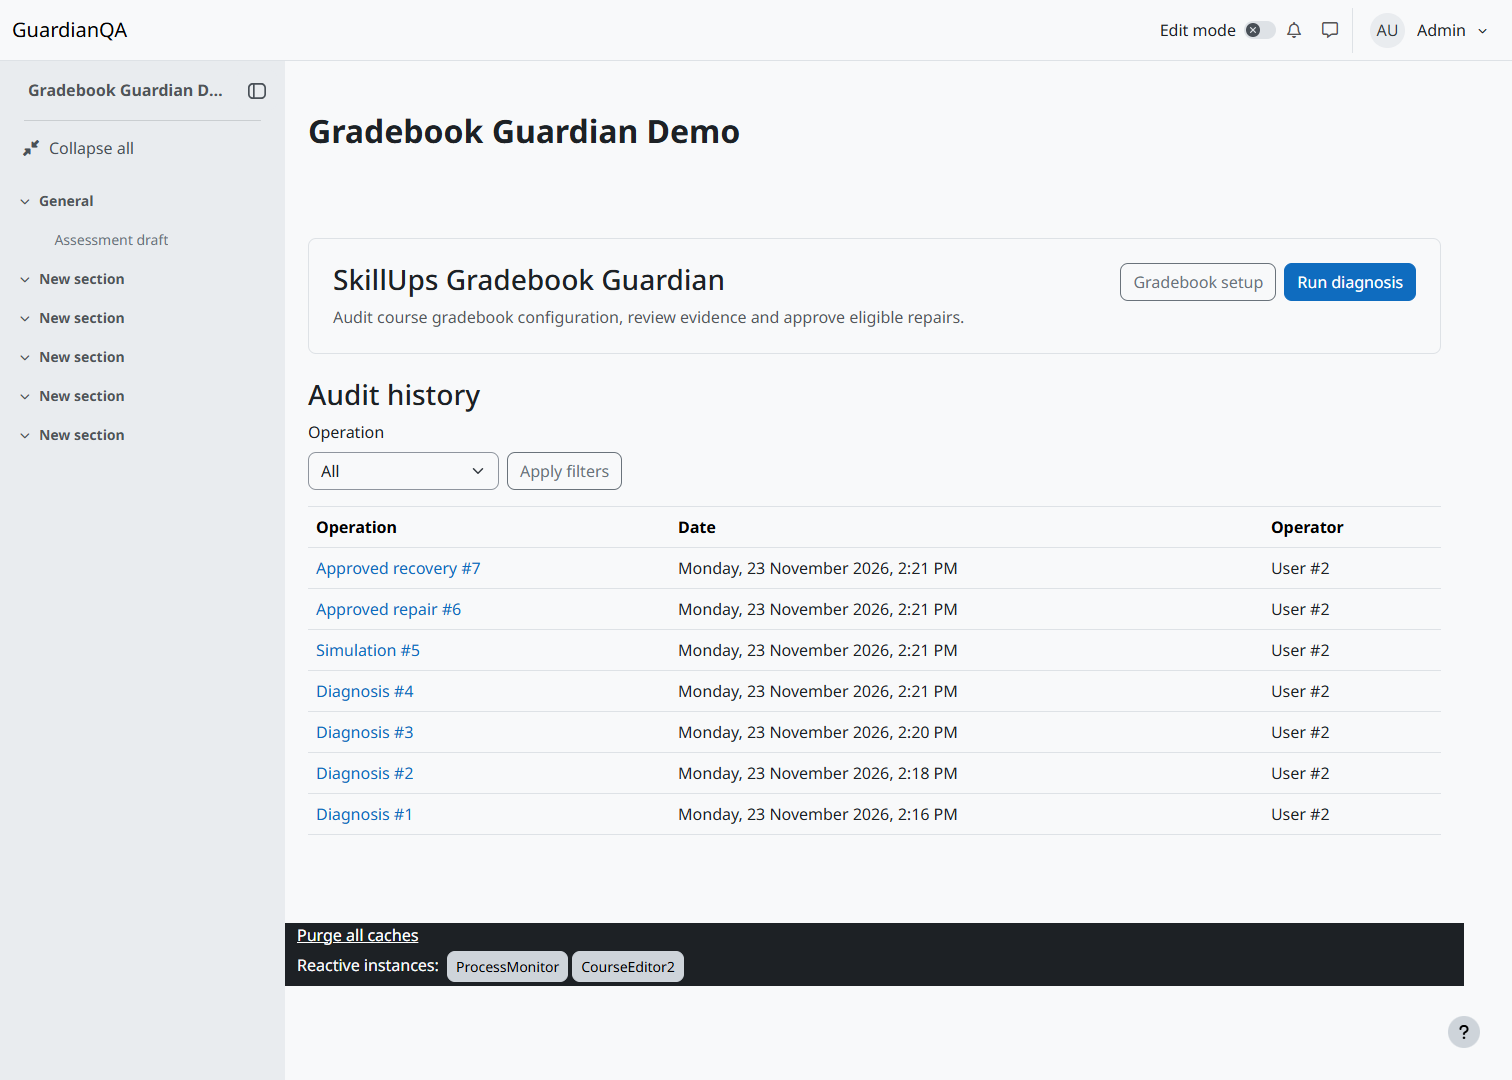 GuardianQA
Edit mode
AU
Admin
Gradebook Guardian D...
Collapse all
General
Assessment draft
New section
New section
New section
New section
New section
Gradebook Guardian Demo
SkillUps Gradebook Guardian
Audit course gradebook configuration, review evidence and approve eligible repairs.
Gradebook setup
Run diagnosis
Audit history
Operation
All
Apply filters
Operation Date Operator
Approved recovery #7 Monday, 23 November 2026, 2:21 PM User #2
Approved repair #6 Monday, 23 November 2026, 2:21 PM User #2
Simulation #5 Monday, 23 November 2026, 2:21 PM User #2
Diagnosis #4 Monday, 23 November 2026, 2:21 PM User #2
Diagnosis #3 Monday, 23 November 2026, 2:20 PM User #2
Diagnosis #2 Monday, 23 November 2026, 2:18 PM User #2
Diagnosis #1 Monday, 23 November 2026, 2:16 PM User #2
Purge all caches
Reactive instances: ProcessMonitor CourseEditor2
?